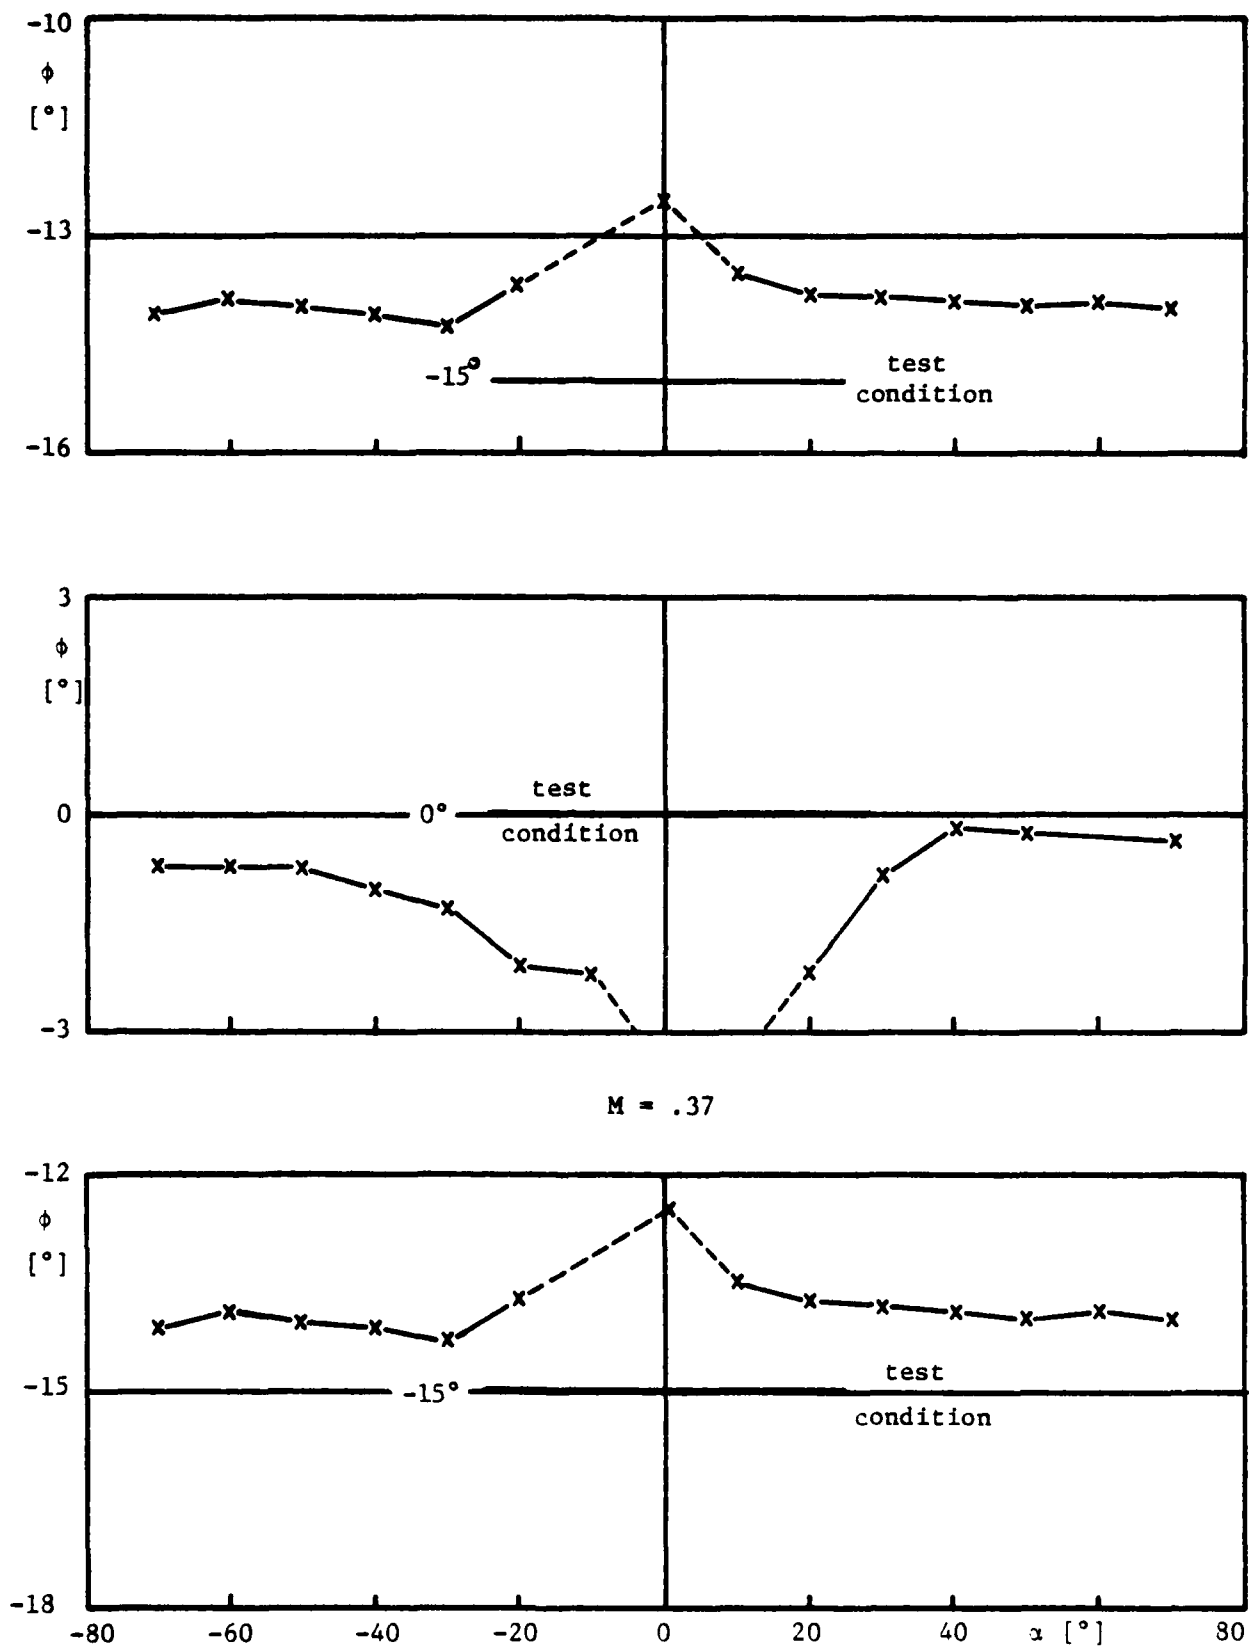 -10
φ
[°]
-13
-15° test
condition
-16
3
φ
[°]
test
0 0°
condition
-3
M = .37
-12
φ
[°]
-15 -15° test
condition
-18
-80 -60 -40 -20 0 20 40 α [°] 80